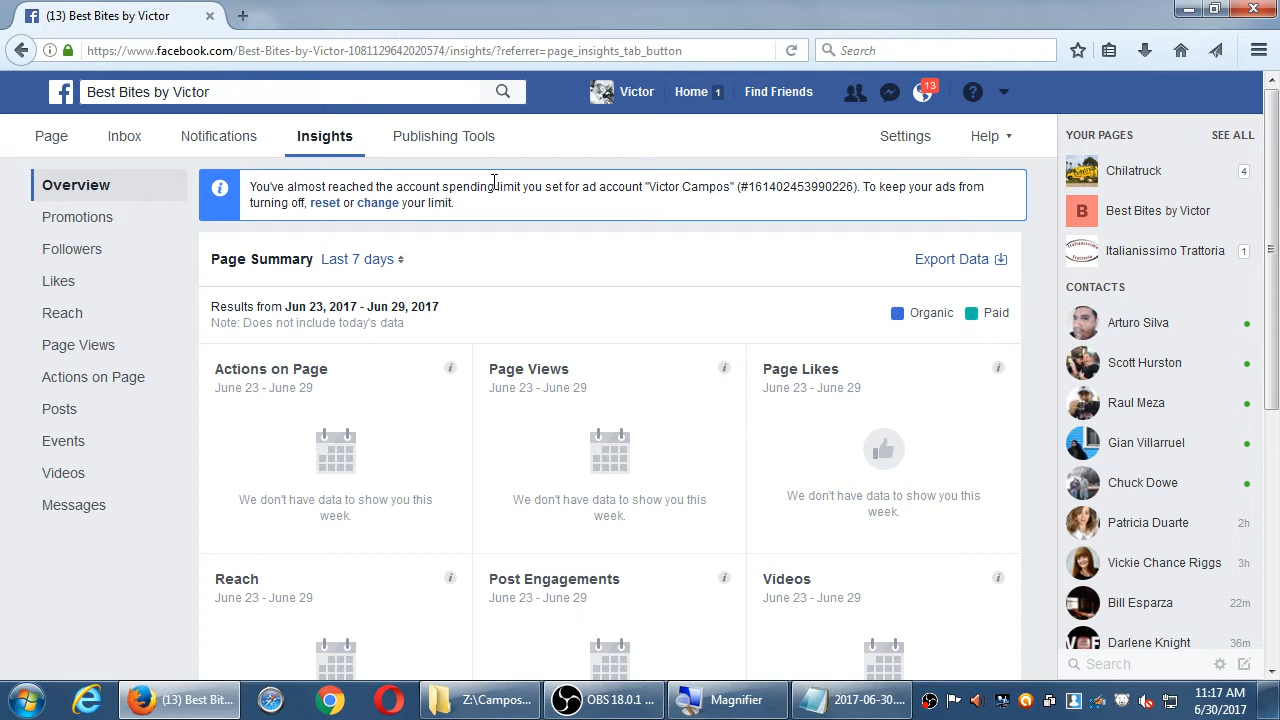 (13) Best Bites by Victor
https://www.facebook.com/Best-Bites-by-Victor-1081129642020574/insights/?referrer=page_insights_tab_button
Search
Best Bites by Victor
Victor
Home 1
Find Friends
13
Page
Inbox
Notifications
Insights
Publishing Tools
Settings
Help
Overview
Promotions
Followers
Likes
Reach
Page Views
Actions on Page
Posts
Events
Videos
Messages
You've almost reached the account spending limit you set for ad account "Victor Campos" (#161402453990226). To keep your ads from
turning off, reset or change your limit.
Page Summary Last 7 days
Export Data
Results from Jun 23, 2017 - Jun 29, 2017
Note: Does not include today's data
Organic
Paid
Actions on Page
June 23 - June 29
We don't have data to show you this
week.
Page Views
June 23 - June 29
We don't have data to show you this
week.
Page Likes
June 23 - June 29
We don't have data to show you this
week.
Reach
June 23 - June 29
Post Engagements
June 23 - June 29
Videos
June 23 - June 29
YOUR PAGES
SEE ALL
Chilatruck 4
B Best Bites by Victor
Italianissimo Trattoria 1
CONTACTS
Arturo Silva
Scott Hurston
Raul Meza
Gian Villarruel
Chuck Dowe
Patricia Duarte 2h
Vickie Chance Riggs 3h
Bill Esparza 22m
Darlene Knight 36m
Search
(13) Best Bit...
Z:\Campos...
OBS 18.0.1 ...
Magnifier
2017-06-30....
11:17 AM
6/30/2017